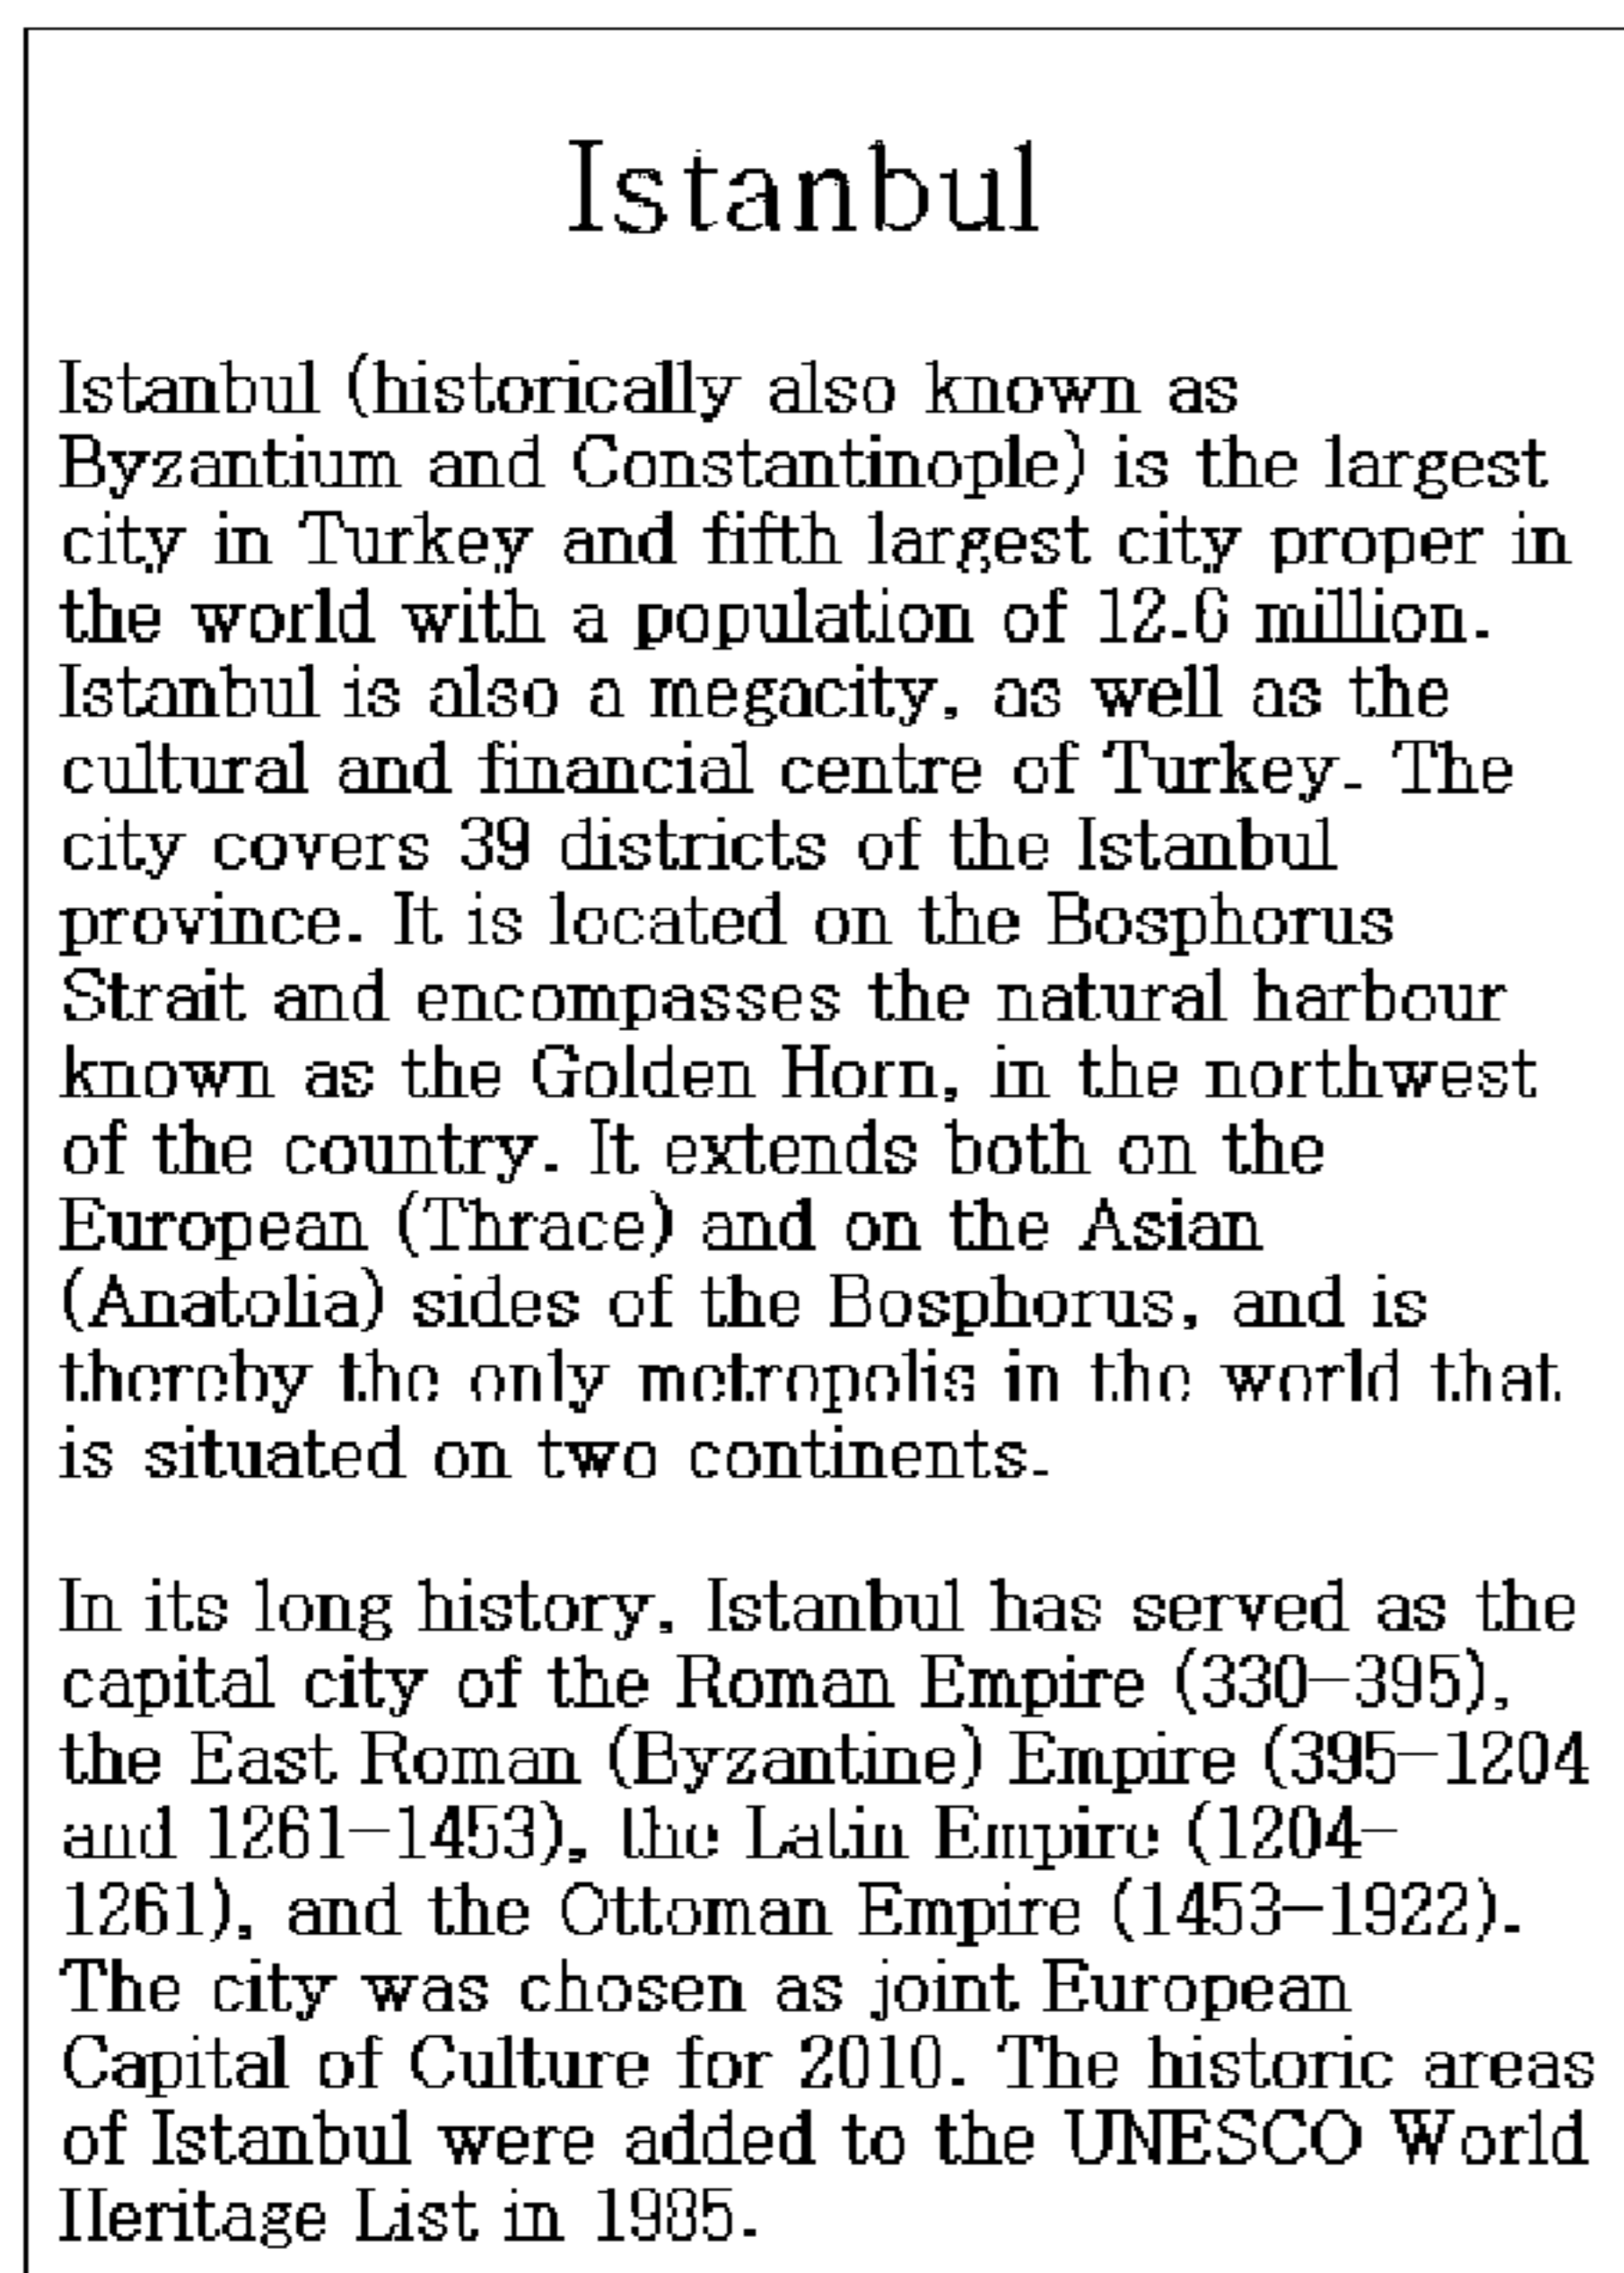 Istanbul
Istanbul (historically also known as
Byzantium and Constantinople) is the largest
city in Turkey and fifth largest city proper in
the world with a population of 12.6 million.
Istanbul is also a megacity, as well as the
cultural and financial centre of Turkey. The
city covers 39 districts of the Istanbul
province. It is located on the Bosphorus
Strait and encompasses the natural harbour
known as the Golden Horn, in the northwest
of the country. It extends both on the
European (Thrace) and on the Asian
(Anatolia) sides of the Bosphorus, and is
thereby the only metropolis in the world that
is situated on two continents.
In its long history, Istanbul has served as the
capital city of the Roman Empire (330–395),
the East Roman (Byzantine) Empire (395–1204
and 1261–1453), the Latin Empire (1204–
1261), and the Ottoman Empire (1453–1922).
The city was chosen as joint European
Capital of Culture for 2010. The historic areas
of Istanbul were added to the UNESCO World
Heritage List in 1985.